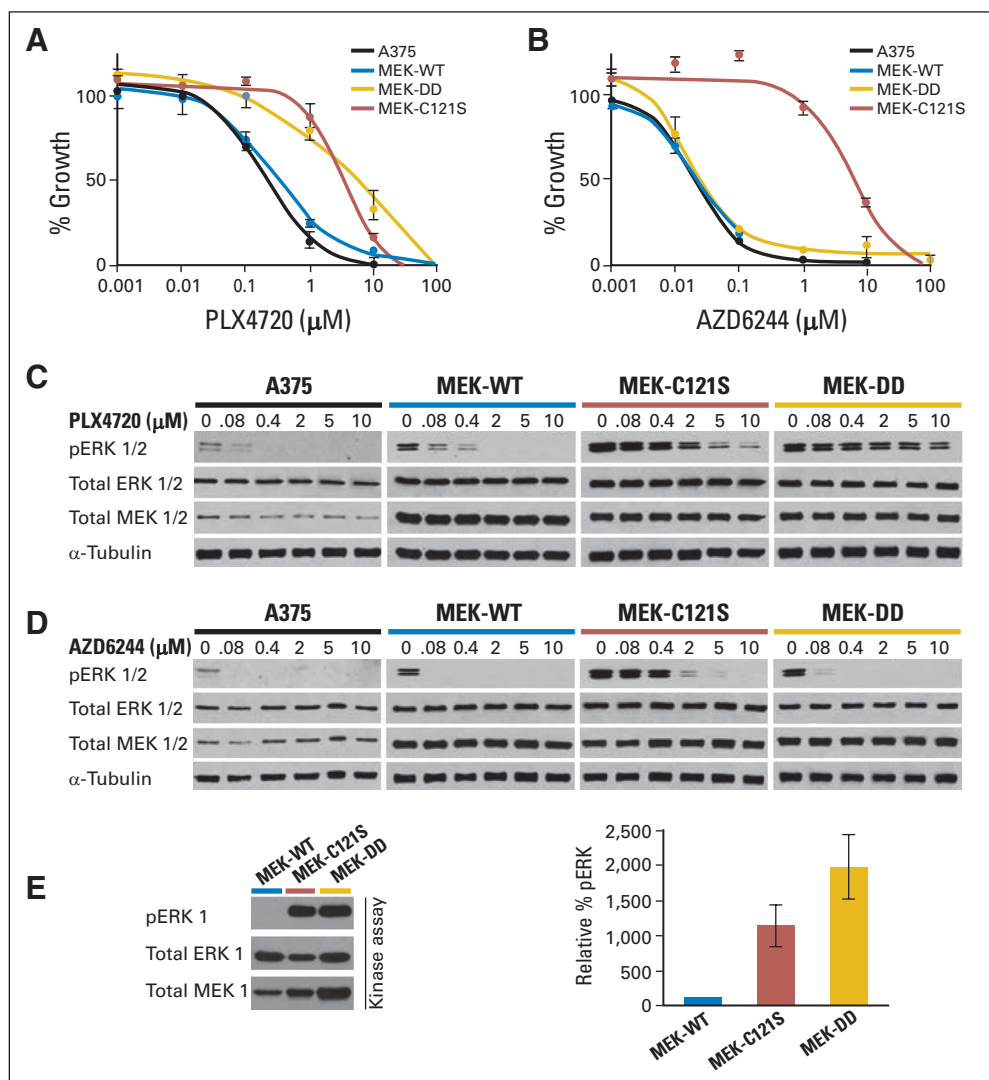 A
A375
MEK-WT
MEK-DD
MEK-C121S
% Growth
100
50
0
0.001 0.01 0.1 1 10 100
PLX4720 (μM)
B
A375
MEK-WT
MEK-DD
MEK-C121S
% Growth
100
50
0
0.001 0.01 0.1 1 10 100
AZD6244 (μM)
C
A375 MEK-WT MEK-C121S MEK-DD
PLX4720 (μM) 0 .08 0.4 2 5 10 0 .08 0.4 2 5 10 0 .08 0.4 2 5 10 0 .08 0.4 2 5 10
pERK 1/2
Total ERK 1/2
Total MEK 1/2
α-Tubulin
D
A375 MEK-WT MEK-C121S MEK-DD
AZD6244 (μM) 0 .08 0.4 2 5 10 0 .08 0.4 2 5 10 0 .08 0.4 2 5 10 0 .08 0.4 2 5 10
pERK 1/2
Total ERK 1/2
Total MEK 1/2
α-Tubulin
E
MEK-WT MEK-C121S MEK-DD
pERK 1
Total ERK 1
Total MEK 1
Kinase assay
Relative % pERK
2,500
2,000
1,500
1,000
500
0
MEK-WT MEK-C121S MEK-DD